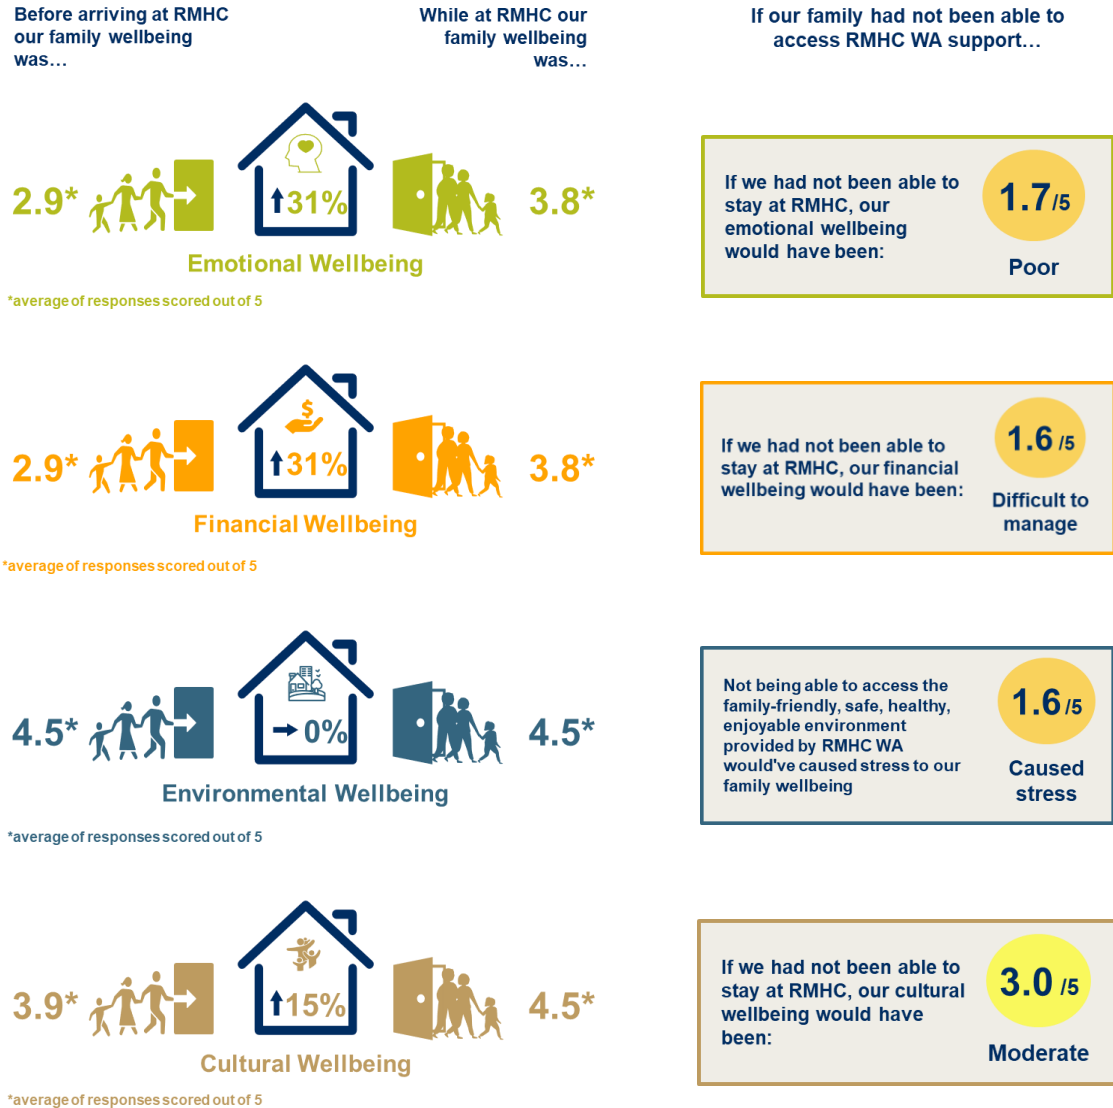 Before arriving at RMHC
our family wellbeing
was…
While at RMHC our
family wellbeing
was…
If our family had not been able to
access RMHC WA support…
2.9*
31%
3.8*
Emotional Wellbeing
*average of responses scored out of 5
If we had not been able to
stay at RMHC, our
emotional wellbeing
would have been:
1.7/5
Poor
2.9*
$
31%
3.8*
Financial Wellbeing
*average of responses scored out of 5
If we had not been able to
stay at RMHC, our financial
wellbeing would have been:
1.6 /5
Difficult to
manage
4.5*
0%
4.5*
Environmental Wellbeing
*average of responses scored out of 5
Not being able to access the
family-friendly, safe, healthy,
enjoyable environment
provided by RMHC WA
would've caused stress to our
family wellbeing
1.6 /5
Caused
stress
3.9*
15%
4.5*
Cultural Wellbeing
*average of responses scored out of 5
If we had not been able to
stay at RMHC, our cultural
wellbeing would have
been:
3.0 /5
Moderate